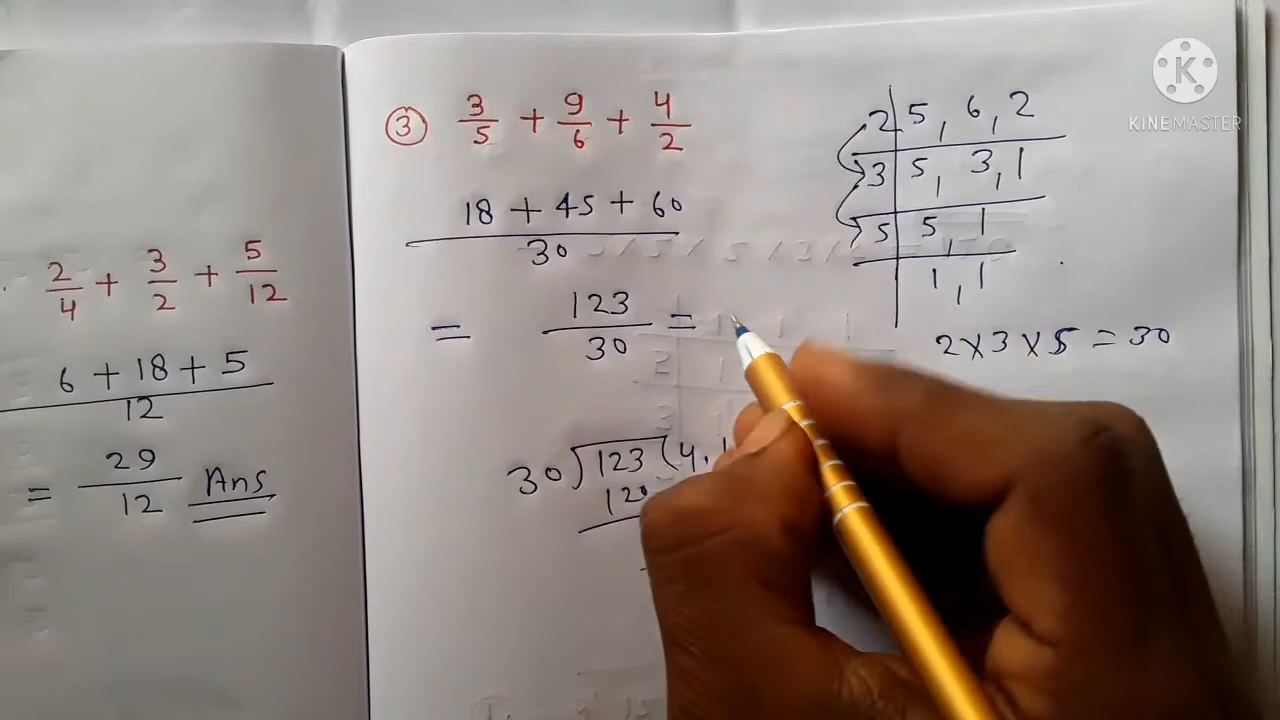 2/4 + 3/2 + 5/12
6 + 18 + 5
12
= 29/12 Ans
③ 3/5 + 9/6 + 4/2
18 + 45 + 60
30
= 123/30 =
30) 123 (4.1
120
2 | 5, 6, 2
3 | 5, 3, 1
5 | 5, 1
1, 1
2 × 3 × 5 = 30
K
KINEMASTER